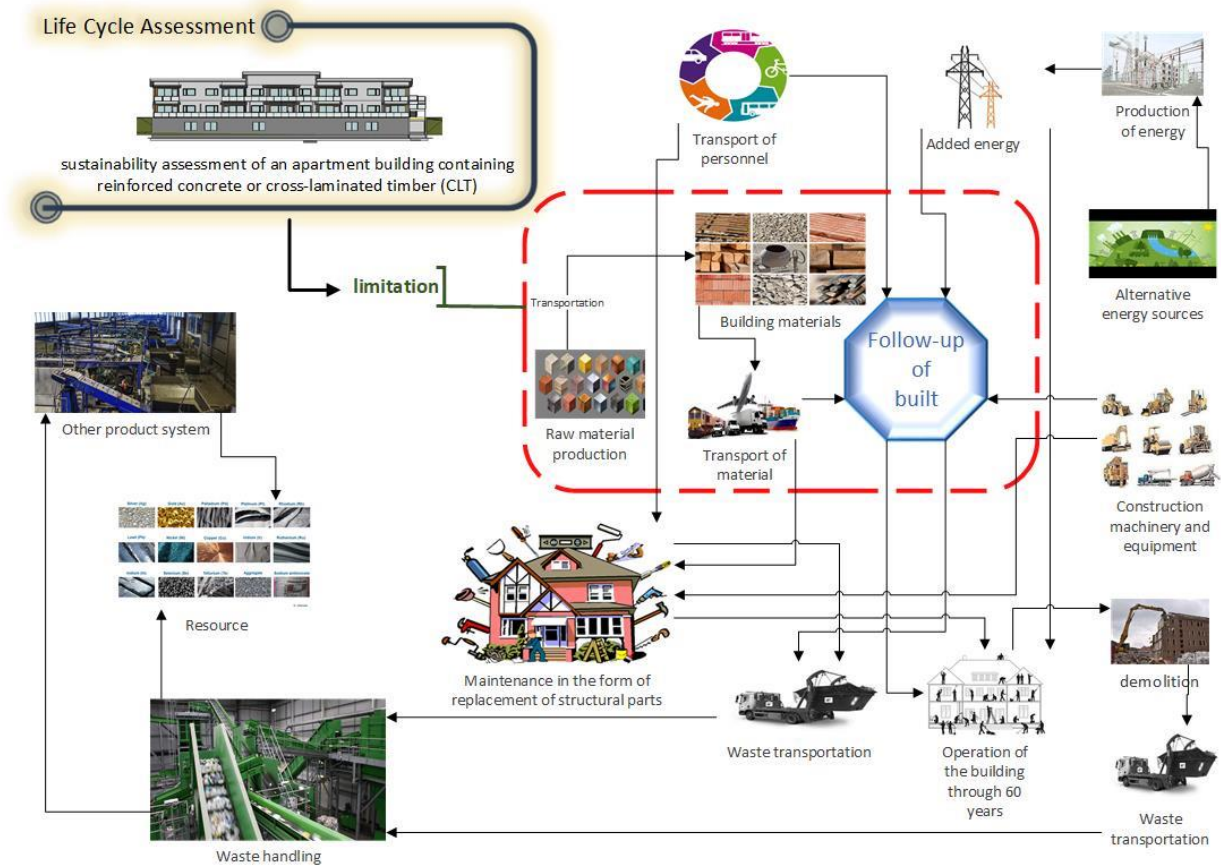 Life Cycle Assessment
sustainability assessment of an apartment building containing
reinforced concrete or cross-laminated timber (CLT)
Transport of
personnel
Added energy
Production
of energy
Alternative
energy sources
limitation
Transportation
Building materials
Follow-up
of
built
Raw material
production
Transport of
material
Construction
machinery and
equipment
Other product system
Resource
Maintenance in the form of
replacement of structural parts
Waste transportation
Operation of
the building
through 60
years
demolition
Waste
transportation
Waste handling